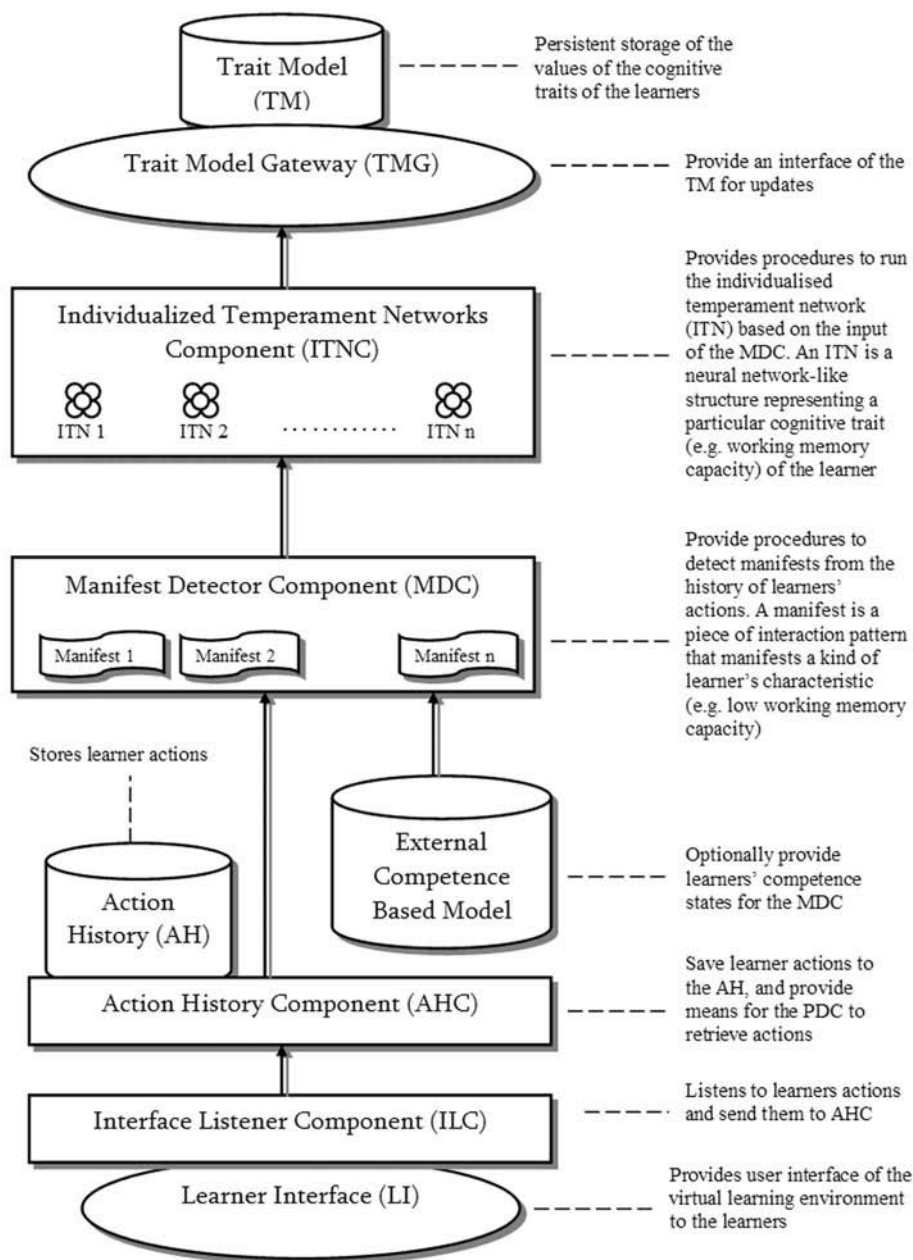 Trait Model
(TM)
Persistent storage of the
values of the cognitive
traits of the learners
Trait Model Gateway (TMG)
Provide an interface of the
TM for updates
Individualized Temperament Networks
Component (ITNC)
ITN 1
ITN 2
............
ITN n
Provides procedures to run
the individualised
temperament network
(ITN) based on the input
of the MDC. An ITN is a
neural network-like
structure representing a
particular cognitive trait
(e.g. working memory
capacity) of the learner
Manifest Detector Component (MDC)
Manifest 1
Manifest 2
Manifest n
Provide procedures to
detect manifests from the
history of learners’
actions. A manifest is a
piece of interaction pattern
that manifests a kind of
learner’s characteristic
(e.g. low working memory
capacity)
Stores learner actions
Action
History (AH)
External
Competence
Based Model
Optionally provide
learners’ competence
states for the MDC
Action History Component (AHC)
Save learner actions to
the AH, and provide
means for the PDC to
retrieve actions
Interface Listener Component (ILC)
Listens to learners actions
and send them to AHC
Learner Interface (LI)
Provides user interface of the
virtual learning environment
to the learners